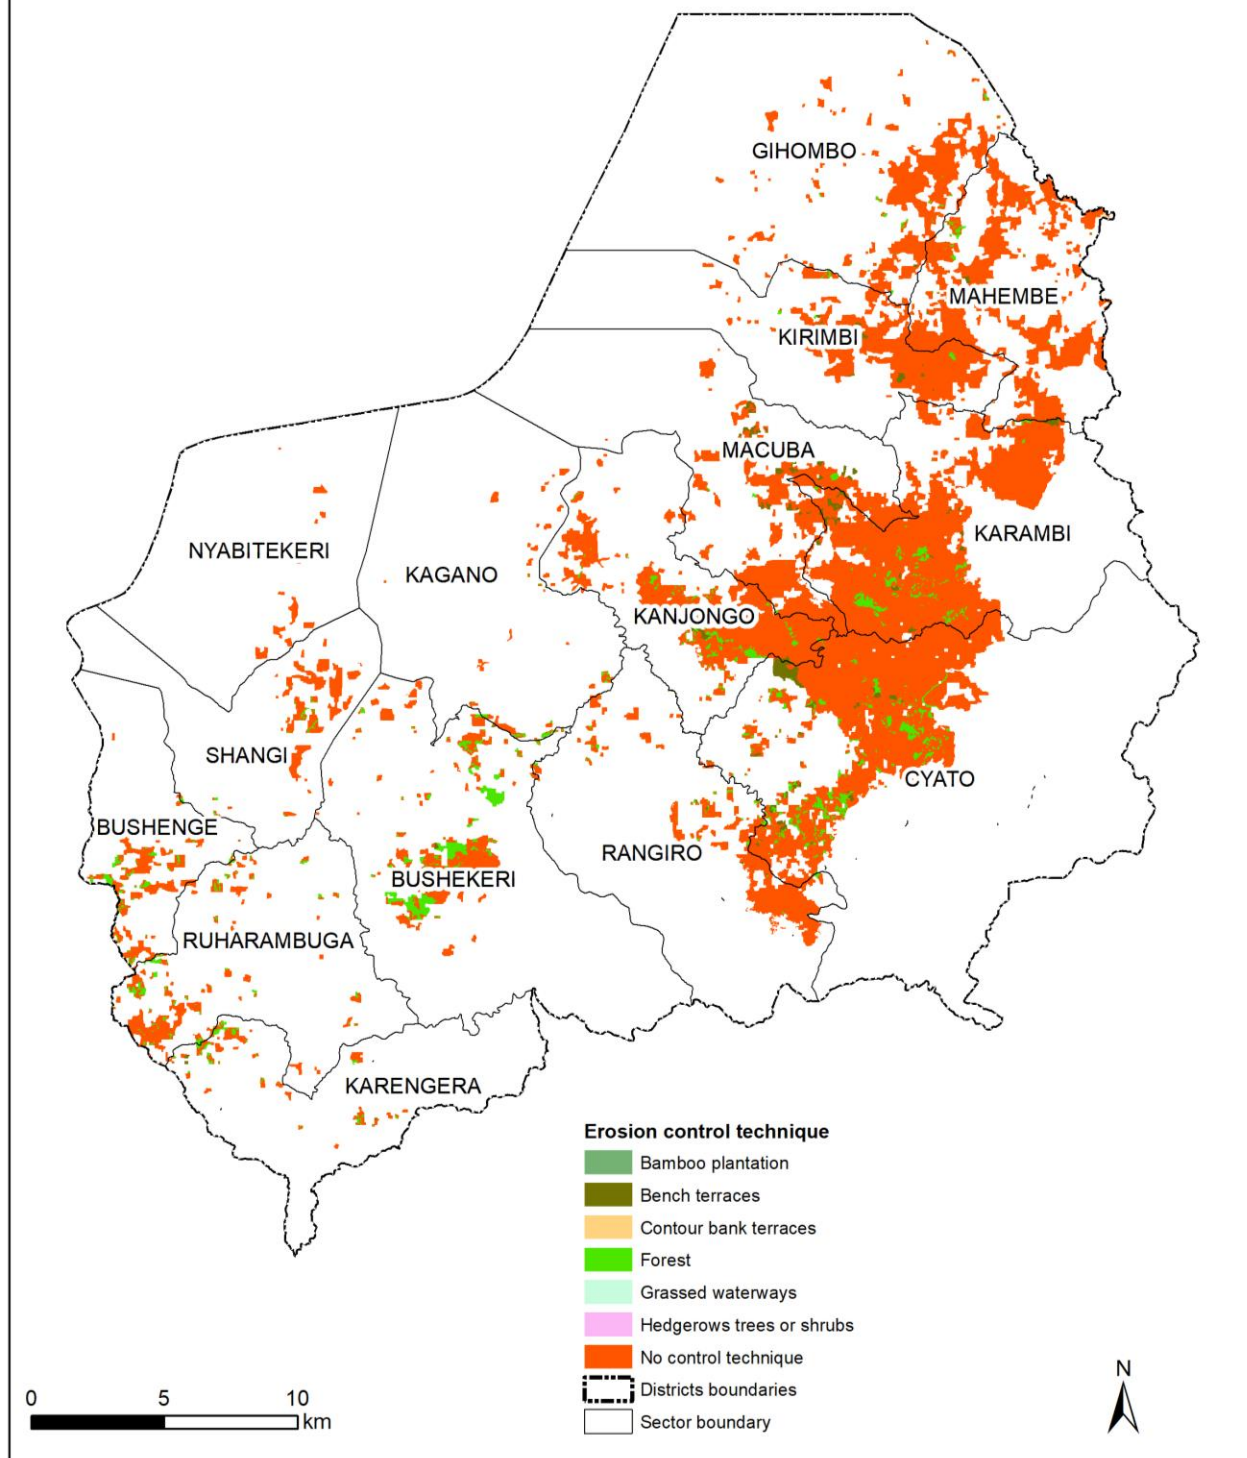 GIHOMBO
MAHEMBE
KIRIMBI
MACUBA
KARAMBI
NYABITEKERI
KAGANO
KANJONGO
SHANGI
CYATO
BUSHENGE
RANGIRO
BUSHEKERI
RUHARAMBUGA
KARENGERA
Erosion control technique
Bamboo plantation
Bench terraces
Contour bank terraces
Forest
Grassed waterways
Hedgerows trees or shrubs
No control technique
Districts boundaries
Sector boundary
0 5 10
km
N